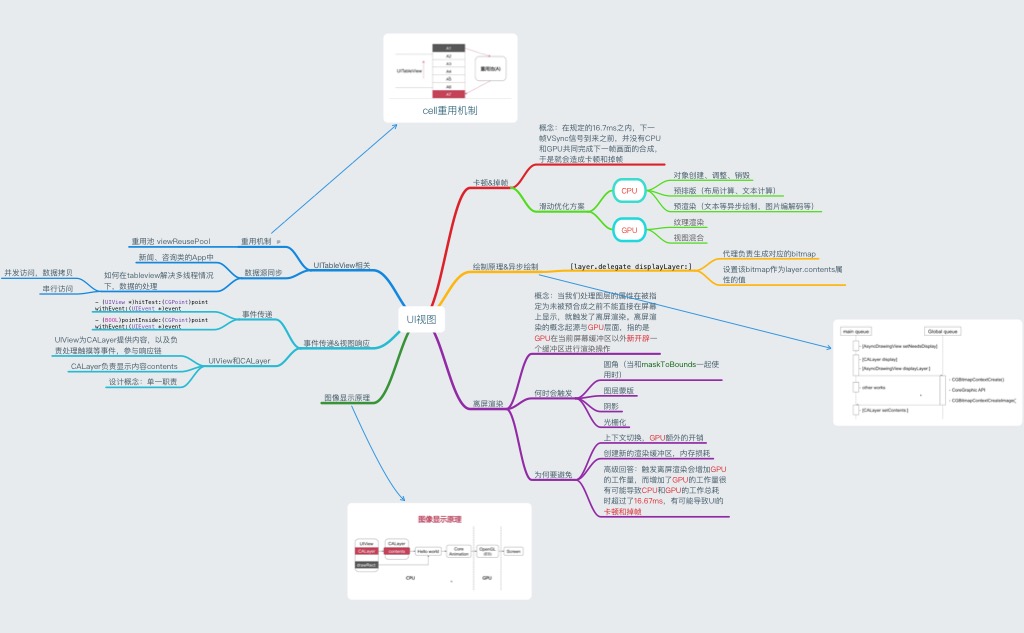 UITableView
A1
A2
A3
A4
A5
A6
A7
重用池(A)
cell重用机制
UI视图
卡顿&掉帧
概念：在规定的16.7ms之内，下一
帧VSync信号到来之前，并没有CPU
和GPU共同完成下一帧画面的合成，
于是就会造成卡顿和掉帧
滑动优化方案
CPU
对象创建、调整、销毁
预排版（布局计算、文本计算）
预渲染（文本等异步绘制、图片编解码等）
GPU
纹理渲染
视图混合
绘制原理&异步绘制
[layer.delegate displayLayer:]
代理负责生成对应的bitmap
设置该bitmap作为layer.contents属
性的值
离屏渲染
概念：当我们处理图层的属性在被指
定为未被预合成之前不能直接在屏幕
上显示，就触发了离屏渲染，离屏渲
染的概念起源与GPU层面，指的是
GPU在当前屏幕缓冲区以外新开辟一
个缓冲区进行渲染操作
何时会触发
圆角（当和maskToBounds一起使
用时）
图层蒙版
阴影
光栅化
为何要避免
上下文切换、GPU额外的开销
创建新的渲染缓冲区，内存损耗
高级回答：触发离屏渲染会增加GPU
的工作量，而增加了GPU的工作量很
有可能导致CPU和GPU的工作总耗
时超过了16.67ms、有可能导致UI的
卡顿和掉帧
UITableView相关
重用机制
重用池 viewReusePool
数据源同步
新闻、咨询类的App中
如何在tableview解决多线程情况
下，数据的处理
并发访问，数据拷贝
串行访问
事件传递&视图响应
事件传递
- (UIView *)hitTest:(CGPoint)point
withEvent:(UIEvent *)event
- (BOOL)pointInside:(CGPoint)point
withEvent:(UIEvent *)event
UIView和CALayer
UIView为CALayer提供内容，以及负
责处理触摸等事件，参与响应链
CALayer负责显示内容contents
设计概念：单一职责
图像显示原理
图像显示原理
UIView
CALayer
drawRect
CALayer
contents
Hello world
Core
Animation
OpenGL
(ES)
Screen
CPU
GPU
main queue
Global queue
[AsyncDrawingView setNeedsDisplay]
[CALayer display]
[AsyncDrawingView displayLayer:]
other works
- CGBitmapContextCreate()
- CoreGraphic API
- CGBitmapContextCreateImage(
[CALayer setContents:]